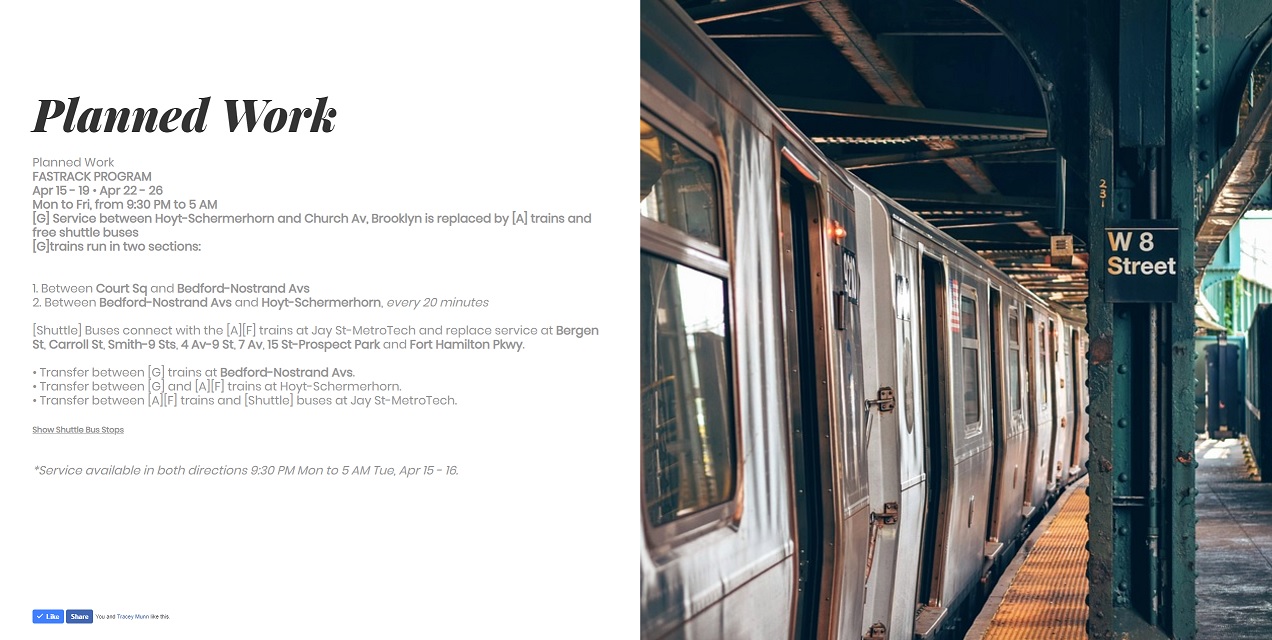 Planned Work
Planned Work
FASTRACK PROGRAM
Apr 15 - 19 • Apr 22 - 26
Mon to Fri, from 9:30 PM to 5 AM
[G] Service between Hoyt-Schermerhorn and Church Av, Brooklyn is replaced by [A] trains and
free shuttle buses
[G]trains run in two sections:
1. Between Court Sq and Bedford-Nostrand Avs
2. Between Bedford-Nostrand Avs and Hoyt-Schermerhorn, every 20 minutes
[Shuttle] Buses connect with the [A][F] trains at Jay St-MetroTech and replace service at Bergen
St, Carroll St, Smith-9 Sts, 4 Av-9 St, 7 Av, 15 St-Prospect Park and Fort Hamilton Pkwy.
• Transfer between [G] trains at Bedford-Nostrand Avs.
• Transfer between [G] and [A][F] trains at Hoyt-Schermerhorn.
• Transfer between [A][F] trains and [Shuttle] buses at Jay St-MetroTech.
Show Shuttle Bus Stops
*Service available in both directions 9:30 PM Mon to 5 AM Tue, Apr 15 - 16.
Like Share You and Tracey Munn like this.
231
W 8
Street